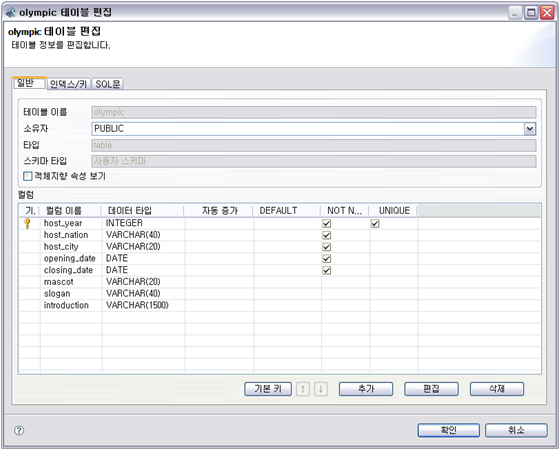 olympic 테이블 편집
olympic 테이블 편집
테이블 정보를 편집합니다.
일반 인덱스/키 SQL문
테이블 이름 olympic
소유자 PUBLIC
타입 table
스키마 타입 사용자 스키마
객체지향 속성 보기
컬럼
기. 컬럼 이름 데이터 타입 자동 증가 DEFAULT NOT N... UNIQUE
host_year INTEGER
host_nation VARCHAR(40)
host_city VARCHAR(20)
opening_date DATE
closing_date DATE
mascot VARCHAR(20)
slogan VARCHAR(40)
introduction VARCHAR(1500)
기본 키 ↑ ↓ 추가 편집 삭제
? 확인 취소